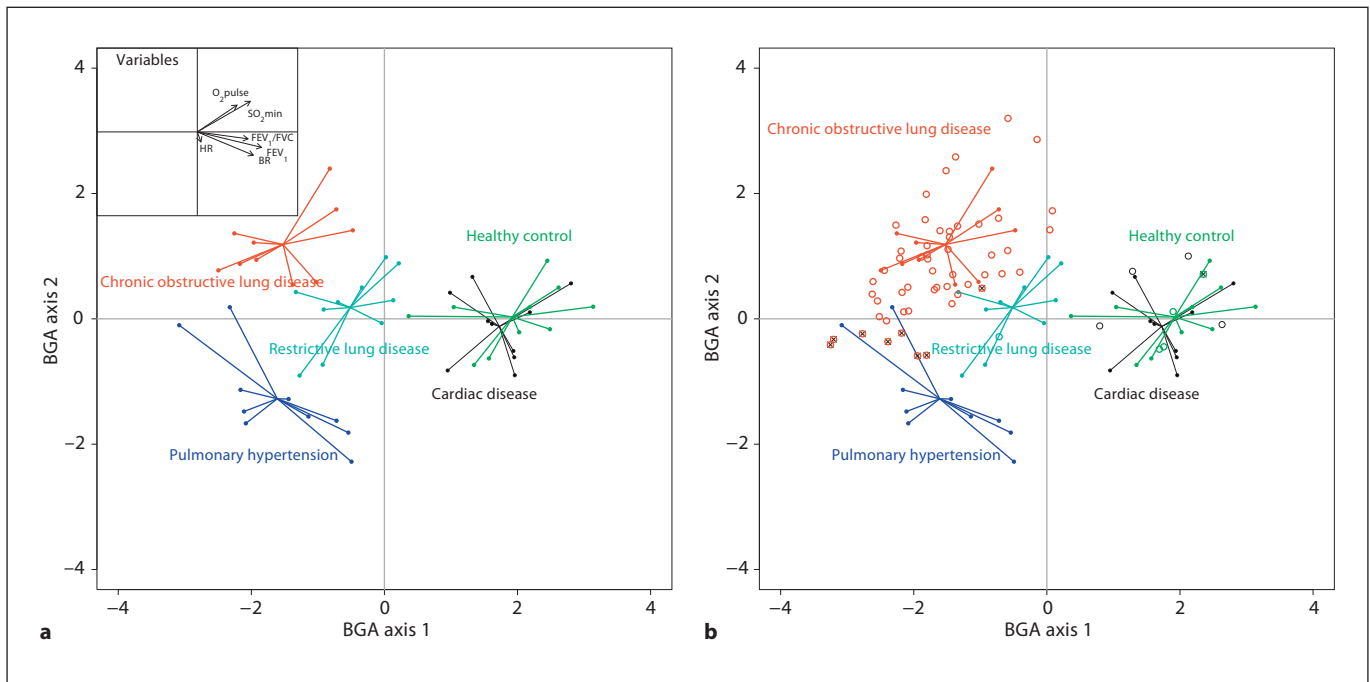 Variables
O2pulse
SO2min
FEV1/FVC
HR
FEV1
BR
4
2
0
−2
−4
BGA axis 2
Chronic obstructive lung disease
Healthy control
Restrictive lung disease
Cardiac disease
Pulmonary hypertension
−4
−2
0
2
4
BGA axis 1
a
4
2
0
−2
−4
BGA axis 2
Chronic obstructive lung disease
Healthy control
Restrictive lung disease
Cardiac disease
Pulmonary hypertension
−4
−2
0
2
4
BGA axis 1
b